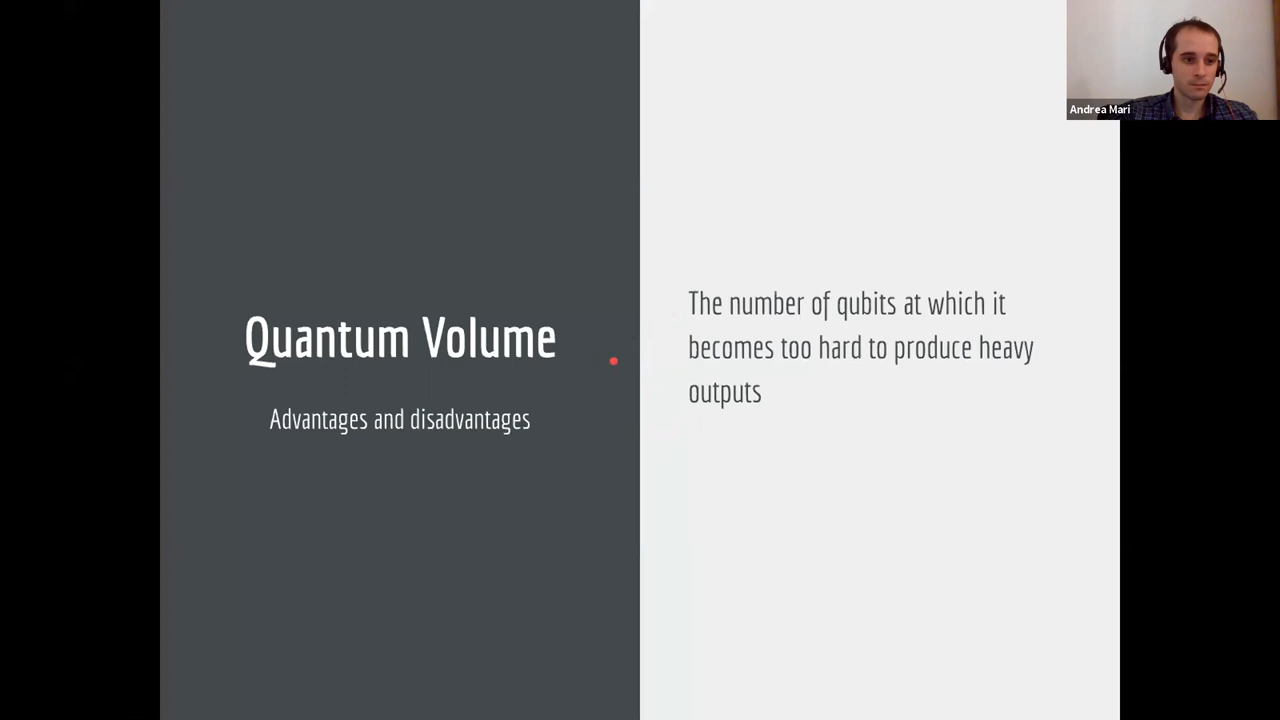 Andrea Mari
Quantum Volume
Advantages and disadvantages
The number of qubits at which it
becomes too hard to produce heavy
outputs